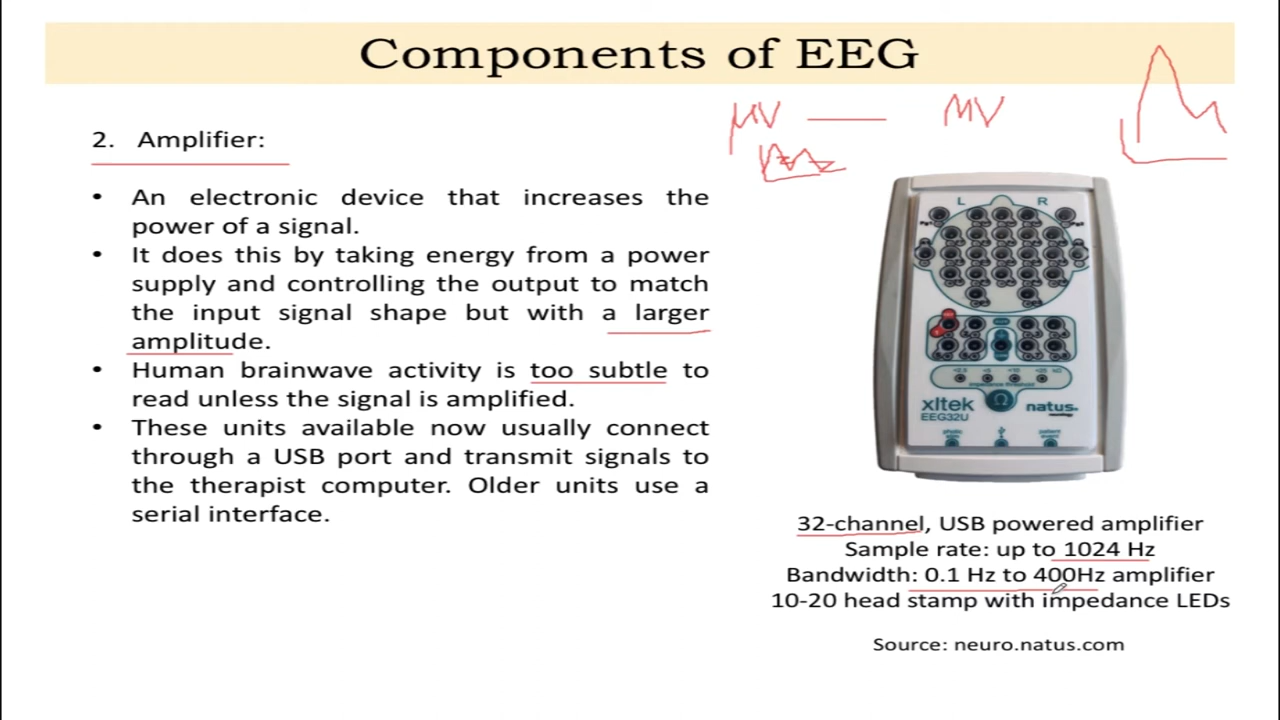 Components of EEG
μV — MV
2. Amplifier:
• An electronic device that increases the
power of a signal.
• It does this by taking energy from a power
supply and controlling the output to match
the input signal shape but with a larger
amplitude.
• Human brainwave activity is too subtle to
read unless the signal is amplified.
• These units available now usually connect
through a USB port and transmit signals to
the therapist computer. Older units use a
serial interface.
L R
impedance threshold
xltek
EEG32U
natus
neurology
32-channel, USB powered amplifier
Sample rate: up to 1024 Hz
Bandwidth: 0.1 Hz to 400Hz amplifier
10-20 head stamp with impedance LEDs
Source: neuro.natus.com